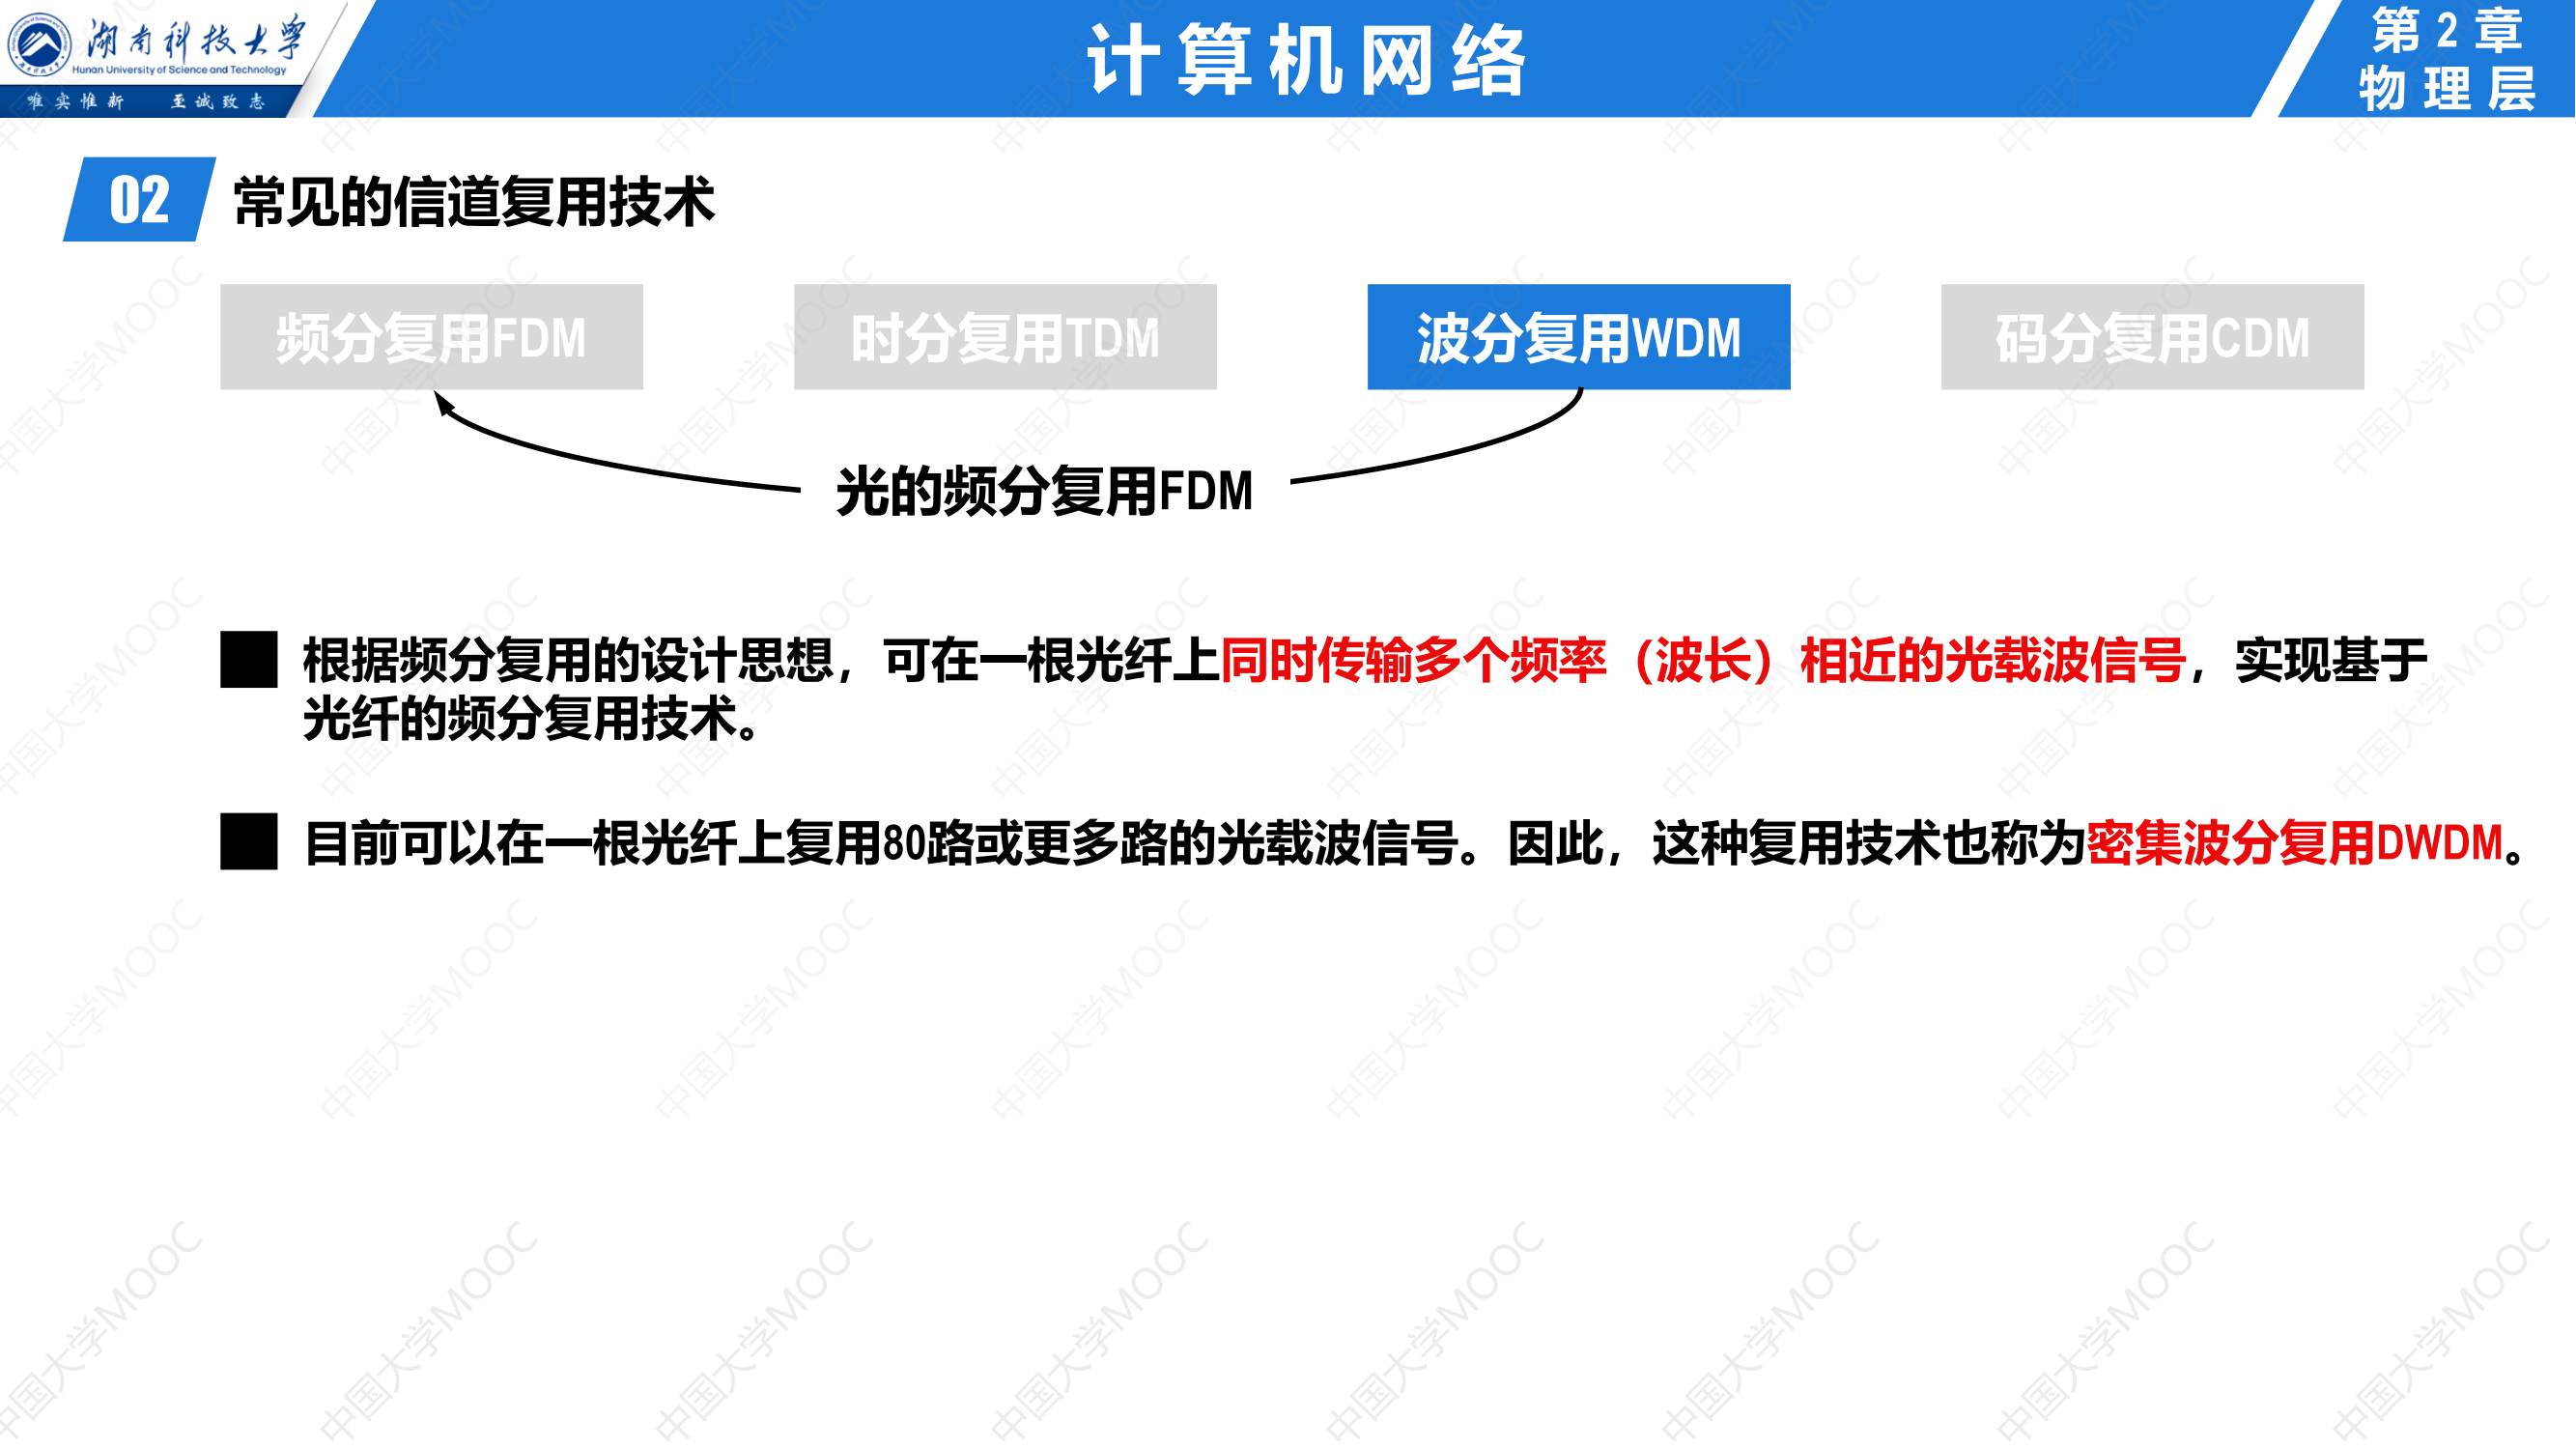 湖南科技大学
Hunan University of Science and Technology
唯实惟新 至诚致志
计算机网络
第2章
物理层
02 常见的信道复用技术
频分复用FDM 时分复用TDM 波分复用WDM 码分复用CDM
光的频分复用FDM
根据频分复用的设计思想，可在一根光纤上同时传输多个频率（波长）相近的光载波信号，实现基于
光纤的频分复用技术。
目前可以在一根光纤上复用80路或更多路的光载波信号。因此，这种复用技术也称为密集波分复用DWDM。
中国大学MOOC